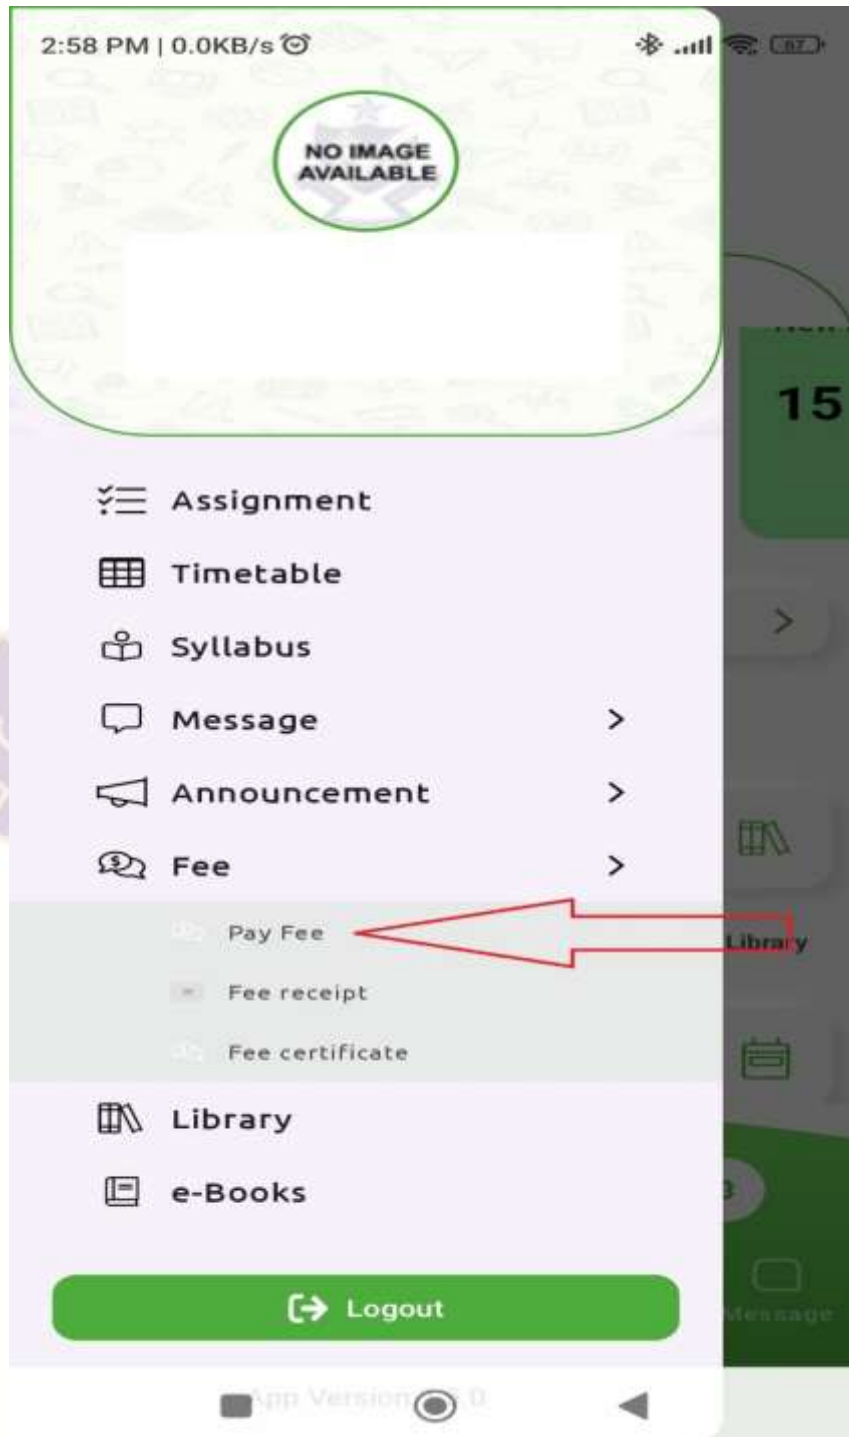 2:58 PM | 0.0KB/s
67
NO IMAGE
AVAILABLE
15
Assignment
Timetable
Syllabus
Message
Announcement
Fee
Pay Fee
Library
Fee receipt
Fee certificate
Library
e-Books
Logout
Message
App Version